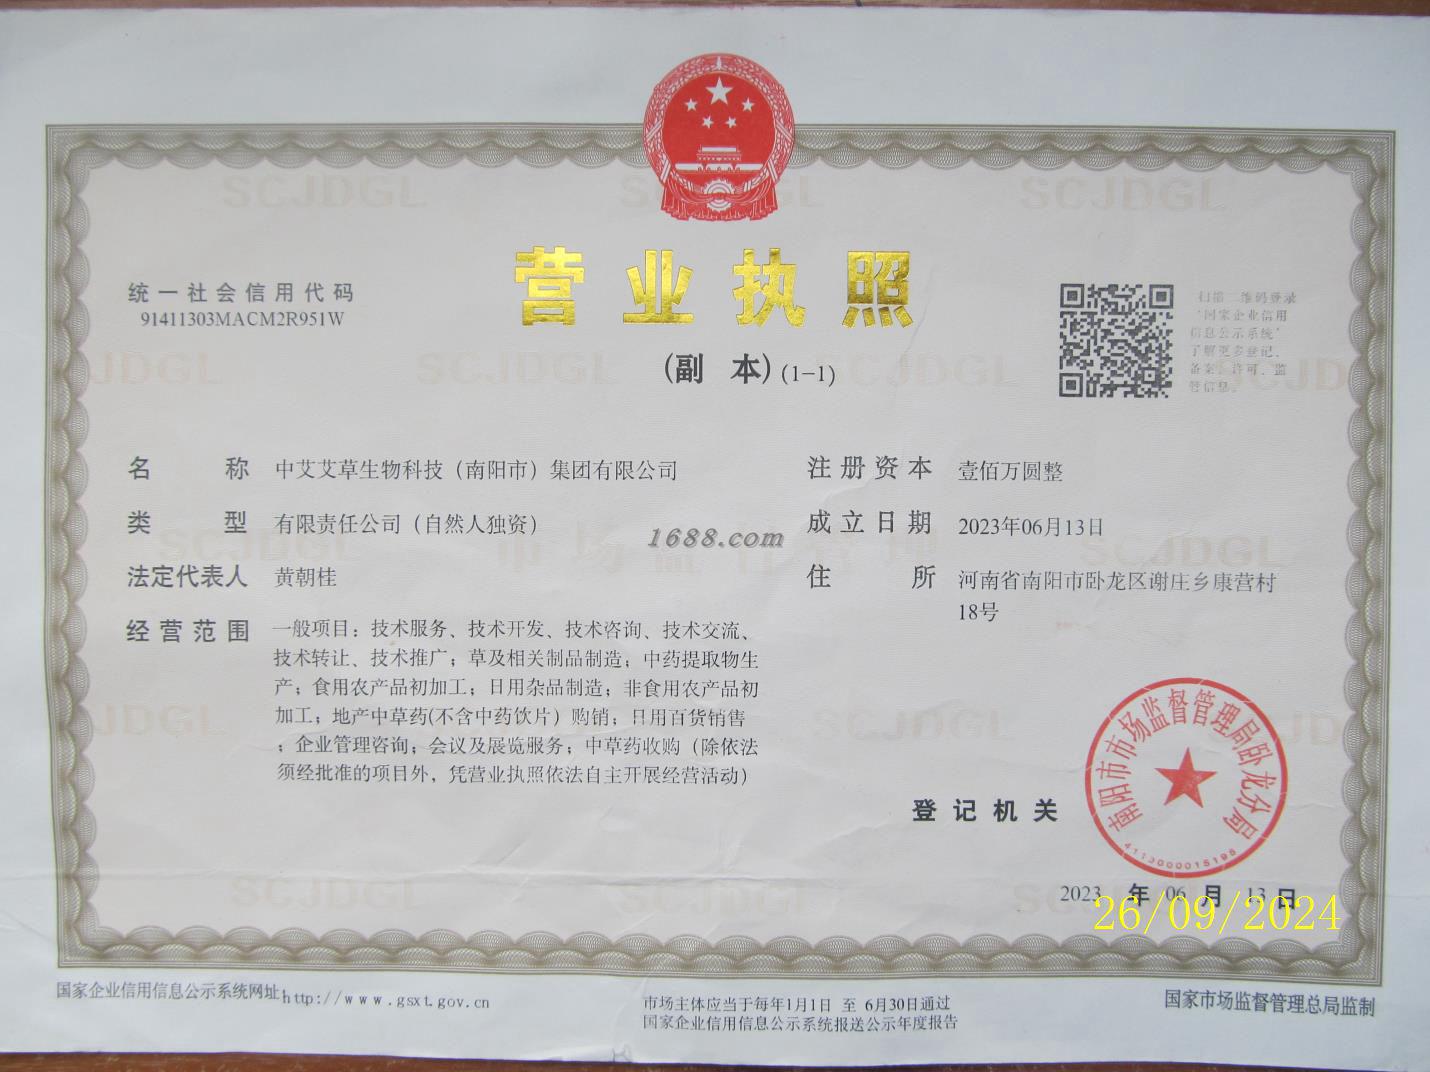 营业执照
(副 本) (1-1)
统一社会信用代码
91411303MACM2R951W
扫描二维码登录
'国家企业信用
信息公示系统'
了解更多登记、
备案、许可、监
管信息。
名 称 中艾艾草生物科技（南阳市）集团有限公司
类 型 有限责任公司（自然人独资）
法定代表人 黄朝桂
经营范围 一般项目：技术服务、技术开发、技术咨询、技术交流、
技术转让、技术推广；草及相关制品制造；中药提取物生
产；食用农产品初加工；日用杂品制造；非食用农产品初
加工；地产中草药(不含中药饮片）购销；日用百货销售
；企业管理咨询；会议及展览服务；中草药收购（除依法
须经批准的项目外，凭营业执照依法自主开展经营活动）
注册资本 壹佰万圆整
成立日期 2023年06月13日
住 所 河南省南阳市卧龙区谢庄乡康营村
18号
1688.com
登记机关
南阳市市场监督管理局卧龙分局
4113000015198
2023 年 06 月 13 日
26/09/2024
国家企业信用信息公示系统网址:http://www.gsxt.gov.cn
市场主体应当于每年1月1日 至 6月30日通过
国家企业信用信息公示系统报送公示年度报告
国家市场监督管理总局监制